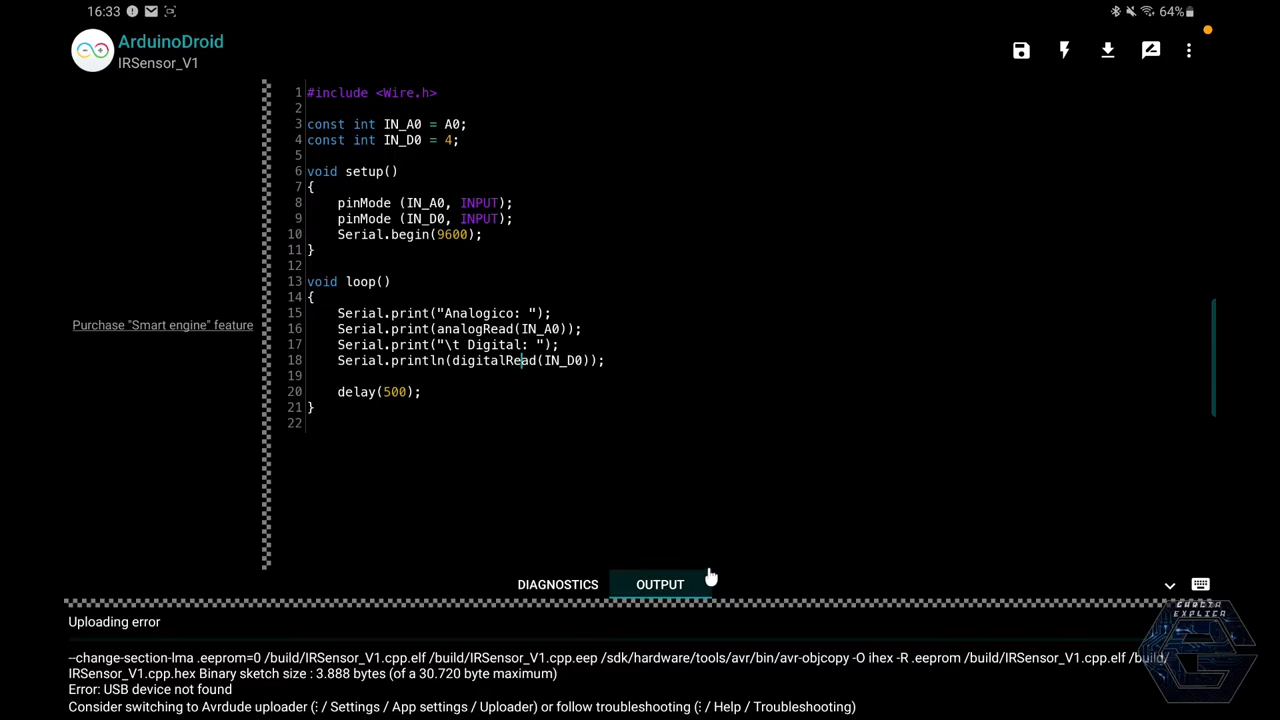 16:33
64%
ArduinoDroid
IRSensor_V1
1 #include <Wire.h>
2
3 const int IN_A0 = A0;
4 const int IN_D0 = 4;
5
6 void setup()
7 {
8 pinMode (IN_A0, INPUT);
9 pinMode (IN_D0, INPUT);
10 Serial.begin(9600);
11 }
12
13 void loop()
14 {
15 Serial.print("Analogico: ");
16 Serial.print(analogRead(IN_A0));
17 Serial.print("\t Digital: ");
18 Serial.println(digitalRead(IN_D0));
19
20 delay(500);
21 }
22
Purchase "Smart engine" feature
DIAGNOSTICS
OUTPUT
Uploading error
--change-section-lma .eeprom=0 /build/IRSensor_V1.cpp.elf /build/IRSensor_V1.cpp.eep /sdk/hardware/tools/avr/bin/avr-objcopy -O ihex -R .eeprom /build/IRSensor_V1.cpp.elf /build/
IRSensor_V1.cpp.hex Binary sketch size : 3.888 bytes (of a 30.720 byte maximum)
Error: USB device not found
Consider switching to Avrdude uploader (⋮ / Settings / App settings / Uploader) or follow troubleshooting (⋮ / Help / Troubleshooting)
GARCIA
EXPLICA